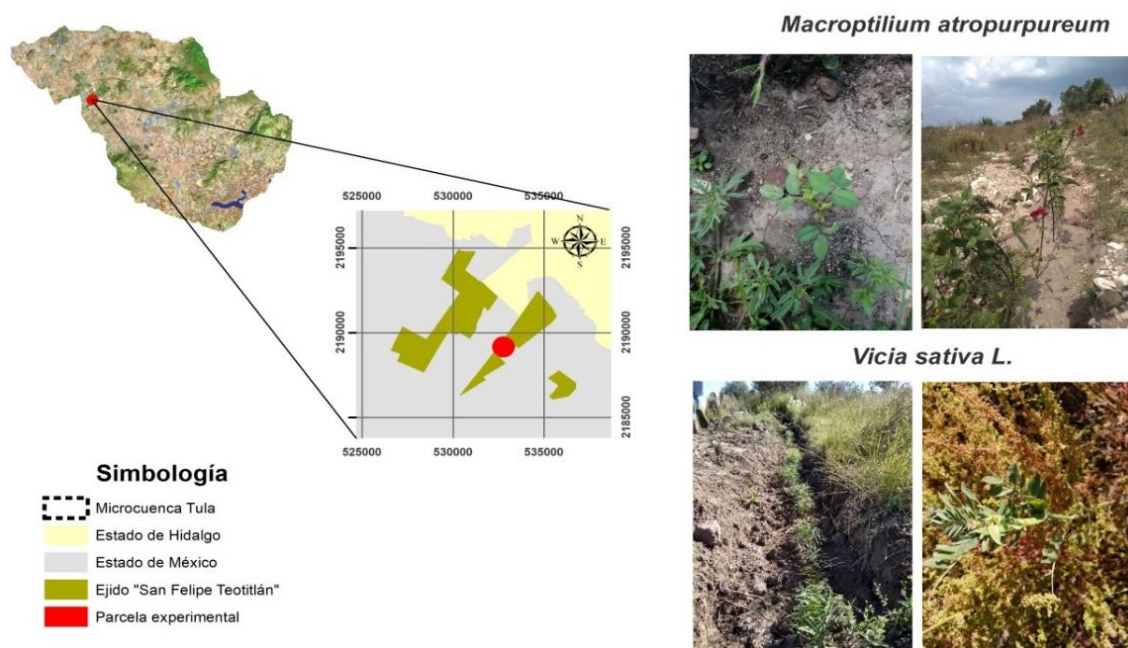 Macroptilium atropurpureum
525000 530000 535000
N
W E
S
2195000 2195000
2190000 2190000
2185000 2185000
525000 530000 535000
Vicia sativa L.
Simbología
Microcuenca Tula
Estado de Hidalgo
Estado de México
Ejido "San Felipe Teotitlán"
Parcela experimental